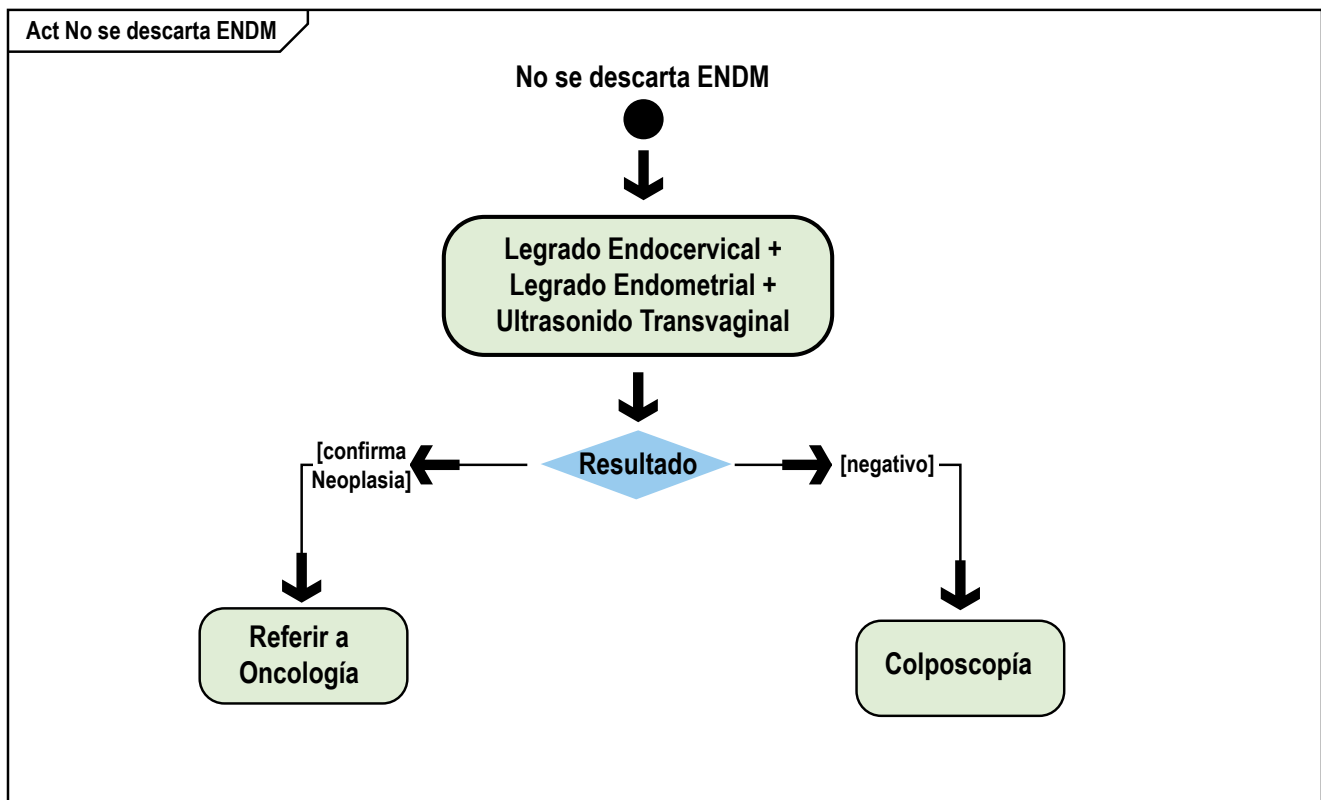 Act No se descarta ENDM
No se descarta ENDM
Legrado Endocervical +
Legrado Endometrial +
Ultrasonido Transvaginal
[confirma
Neoplasia]
Resultado
[negativo]
Referir a
Oncología
Colposcopía